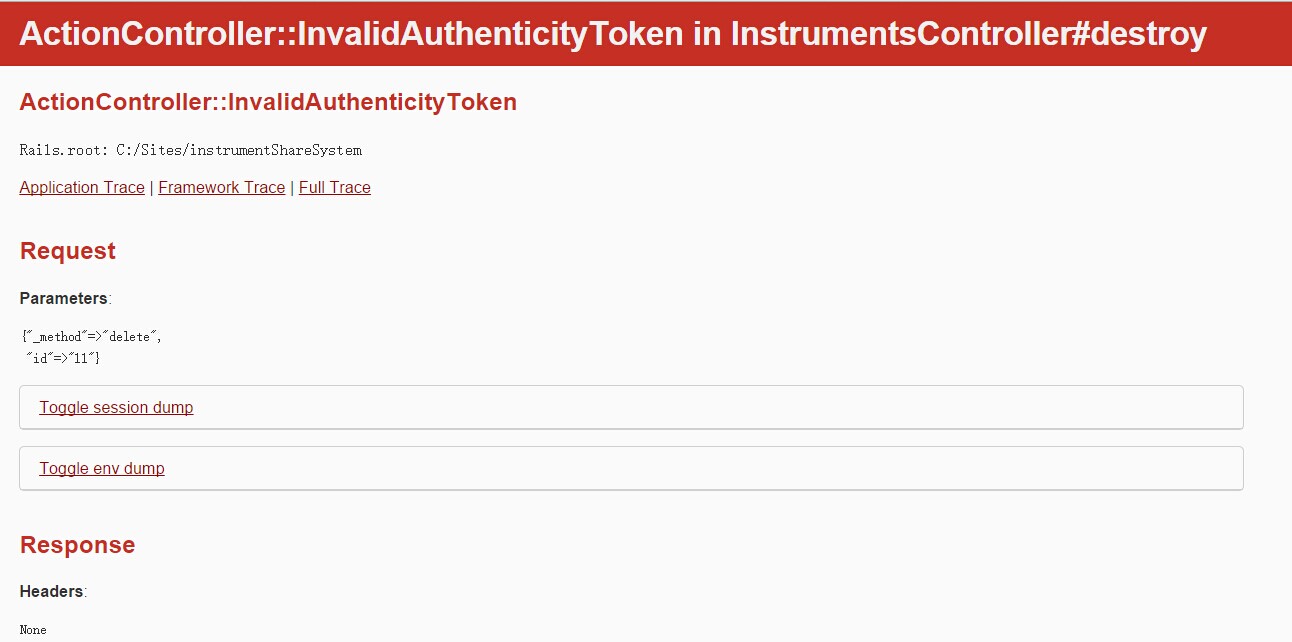 ActionController::InvalidAuthenticityToken in InstrumentsController#destroy
ActionController::InvalidAuthenticityToken
Rails.root: C:/Sites/instrumentShareSystem
Application Trace | Framework Trace | Full Trace
Request
Parameters:
{"_method"=>"delete",
"id"=>"11"}
Toggle session dump
Toggle env dump
Response
Headers:
None